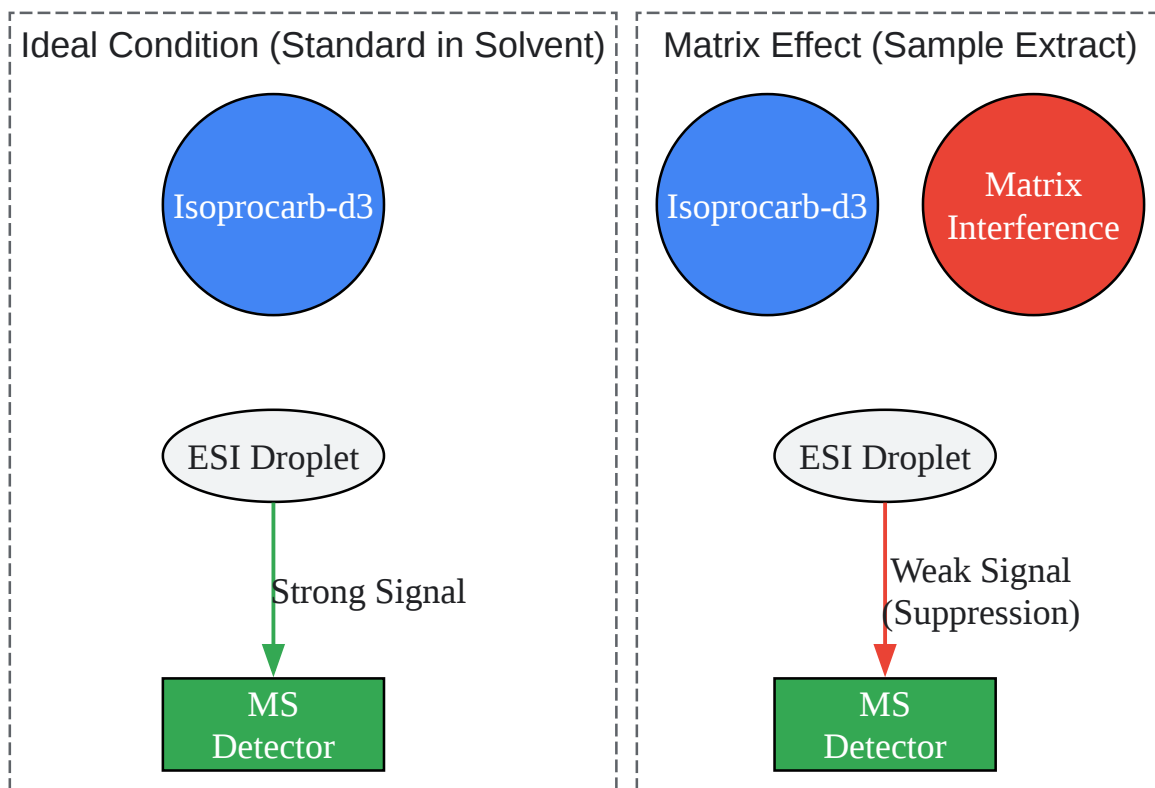 Ideal Condition (Standard in Solvent)
Isoprocarb-d3
ESI Droplet
Strong Signal
MS
Detector
Matrix Effect (Sample Extract)
Isoprocarb-d3
Matrix
Interference
ESI Droplet
Weak Signal
(Suppression)
MS
Detector